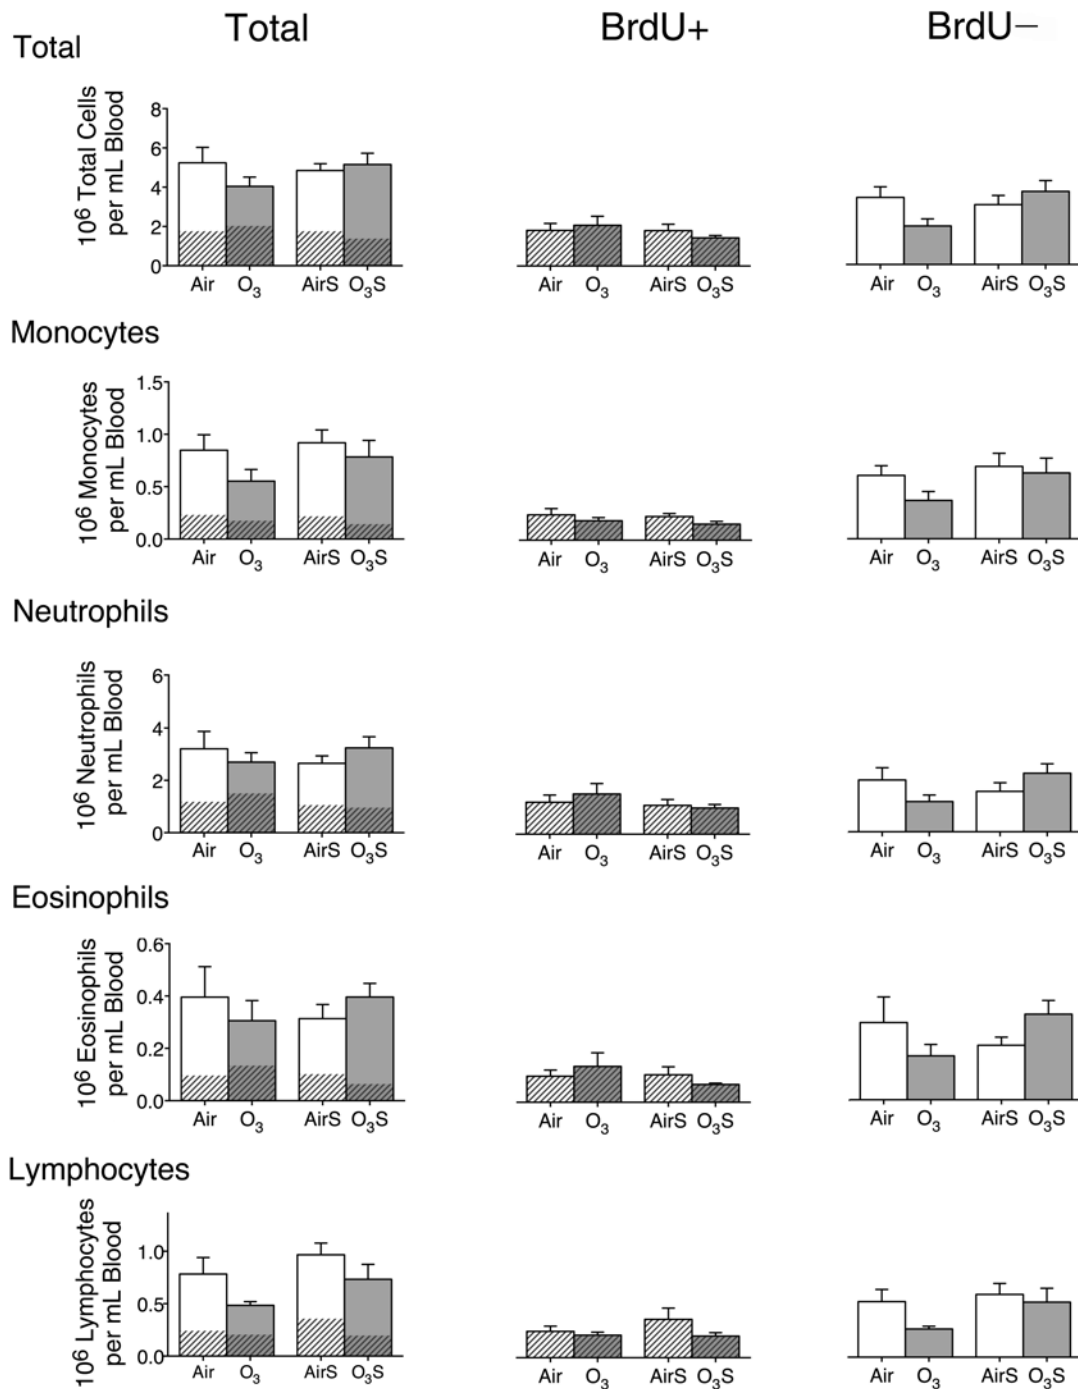 Total
BrdU+
BrdU−
Total
10⁶ Total Cells
per mL Blood
8
6
4
2
0
Air O₃ AirS O₃S
Air O₃ AirS O₃S
Air O₃ AirS O₃S
Monocytes
10⁶ Monocytes
per mL Blood
1.5
1.0
0.5
0.0
Air O₃ AirS O₃S
Air O₃ AirS O₃S
Air O₃ AirS O₃S
Neutrophils
10⁶ Neutrophils
per mL Blood
6
4
2
0
Air O₃ AirS O₃S
Air O₃ AirS O₃S
Air O₃ AirS O₃S
Eosinophils
10⁶ Eosinophils
per mL Blood
0.6
0.4
0.2
0.0
Air O₃ AirS O₃S
Air O₃ AirS O₃S
Air O₃ AirS O₃S
Lymphocytes
10⁶ Lymphocytes
per mL Blood
1.0
0.5
0.0
Air O₃ AirS O₃S
Air O₃ AirS O₃S
Air O₃ AirS O₃S